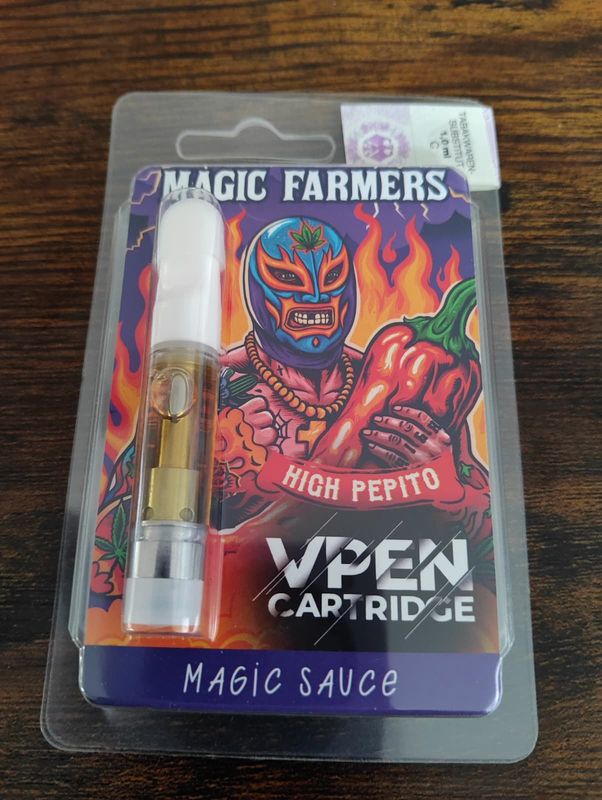 TABAKWAREN-
SUBSTITUT
C
1,0 ml
MAGIC FARMERS
HIGH PEPITO
VPEN
CARTRIDGE
MAGIC SAUCE